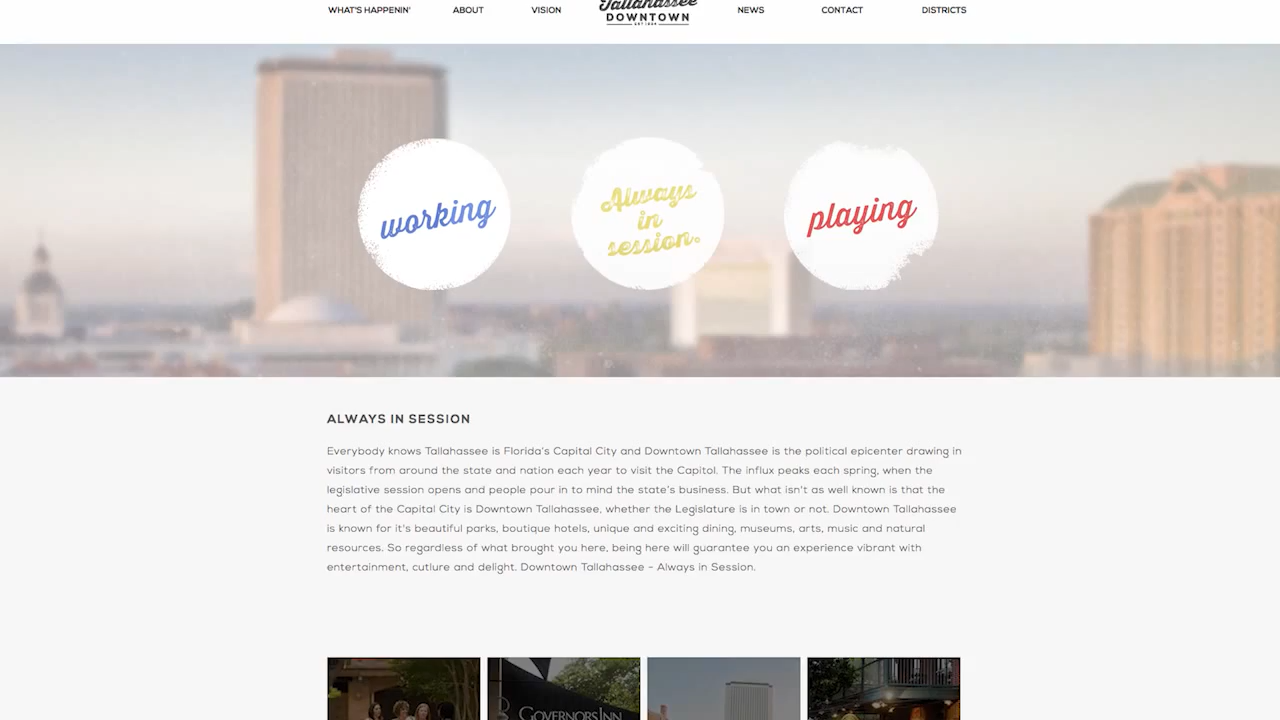 WHAT'S HAPPENIN'
ABOUT
VISION
Tallahassee
DOWNTOWN
NEWS
CONTACT
DISTRICTS
working
Always
in
session.
playing
ALWAYS IN SESSION
Everybody knows Tallahassee is Florida's Capital City and Downtown Tallahassee is the political epicenter drawing in
visitors from around the state and nation each year to visit the Capitol. The influx peaks each spring, when the
legislative session opens and people pour in to mind the state's business. But what isn't as well known is that the
heart of the Capital City is Downtown Tallahassee, whether the Legislature is in town or not. Downtown Tallahassee
is known for it's beautiful parks, boutique hotels, unique and exciting dining, museums, arts, music and natural
resources. So regardless of what brought you here, being here will guarantee you an experience vibrant with
entertainment, cutlure and delight. Downtown Tallahassee - Always in Session.
GOVERNORS INN